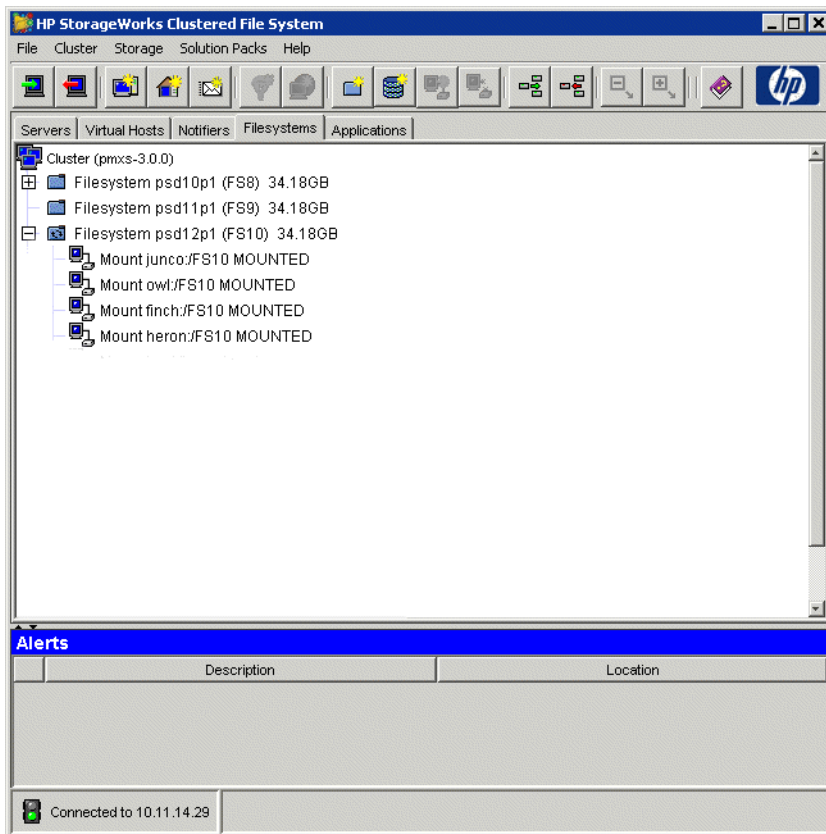 HP StorageWorks Clustered File System
File Cluster Storage Solution Packs Help
hp
Servers Virtual Hosts Notifiers Filesystems Applications
Cluster (pmxs-3.0.0)
Filesystem psd10p1 (FS8) 34.18GB
Filesystem psd11p1 (FS9) 34.18GB
Filesystem psd12p1 (FS10) 34.18GB
Mount junco:/FS10 MOUNTED
Mount owl:/FS10 MOUNTED
Mount finch:/FS10 MOUNTED
Mount heron:/FS10 MOUNTED
Alerts
Description Location
Connected to 10.11.14.29